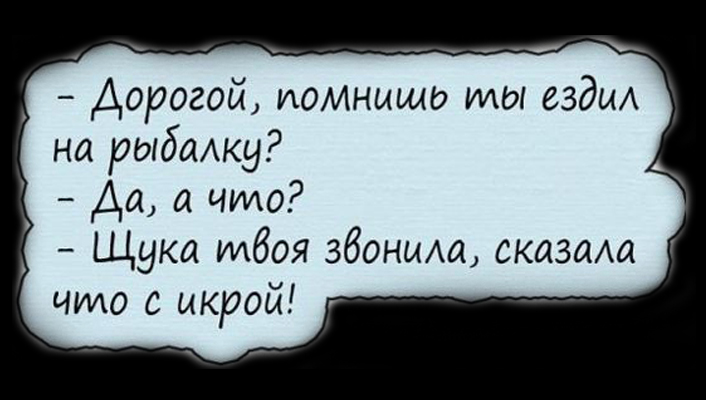 - Дорогой, помнишь ты ездил
на рыбалку?
- Да, а что?
- Щука твоя звонила, сказала
что с икрой!